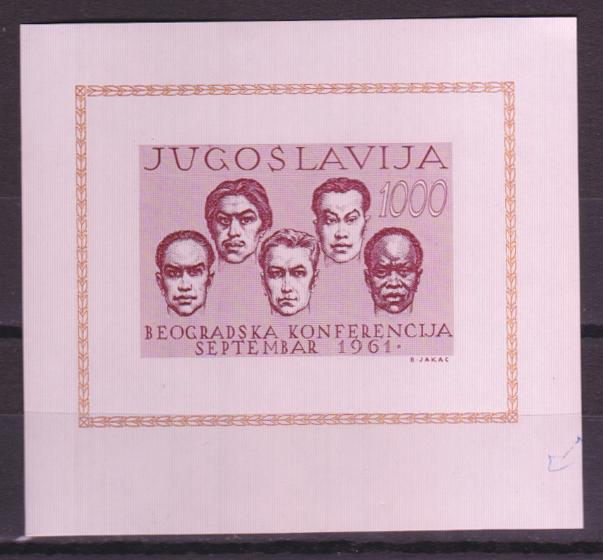 JUGOSLAVIJA
1000
BEOGRADSKA KONFERENCIJA
SEPTEMBAR 1961.
B. JAKAC